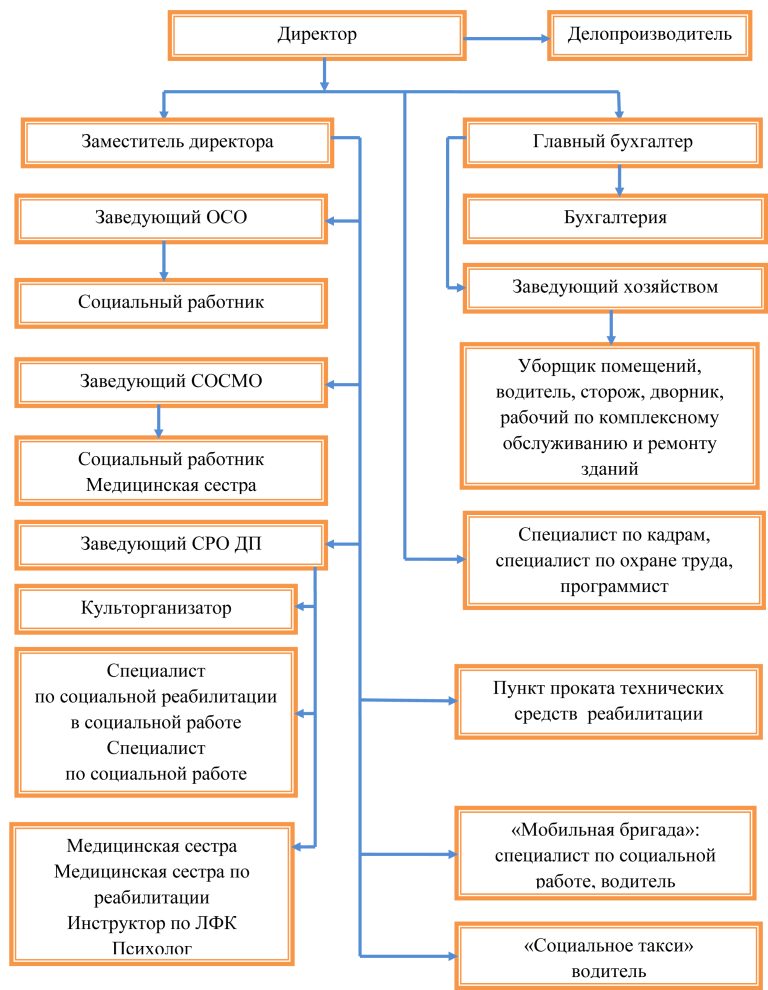 Директор
Делопроизводитель
Заместитель директора
Главный бухгалтер
Заведующий ОСО
Бухгалтерия
Социальный работник
Заведующий хозяйством
Заведующий СОСМО
Уборщик помещений,
водитель, сторож, дворник,
рабочий по комплексному
обслуживанию и ремонту
зданий
Социальный работник
Медицинская сестра
Заведующий СРО ДП
Специалист по кадрам,
специалист по охране труда,
программист
Культорганизатор
Специалист
по социальной реабилитации
в социальной работе
Специалист
по социальной работе
Пункт проката технических
средств реабилитации
Медицинская сестра
Медицинская сестра по
реабилитации
Инструктор по ЛФК
Психолог
«Мобильная бригада»:
специалист по социальной
работе, водитель
«Социальное такси»
водитель